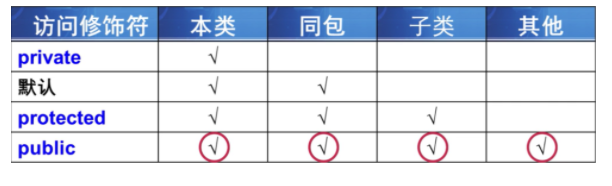 访问修饰符 本类 同包 子类 其他
private √
默认 √ √
protected √ √ √
public √ √ √ √